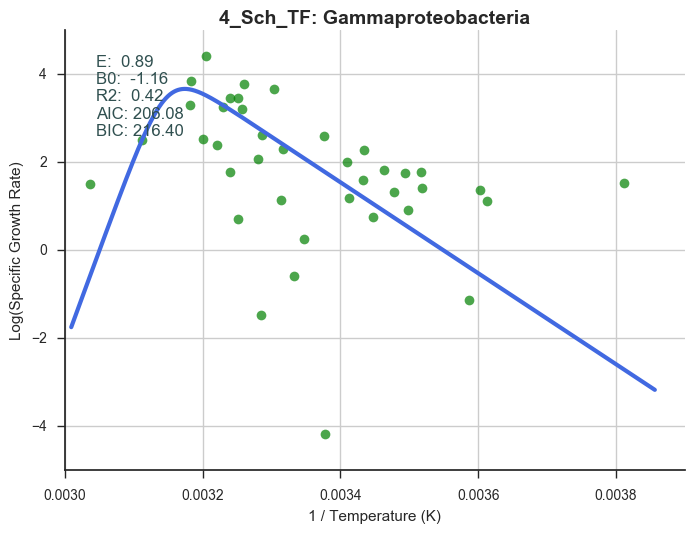 4_Sch_TF: Gammaproteobacteria
E: 0.89
B0: -1.16
R2: 0.42
AIC: 206.08
BIC: 216.40
4
2
0
−2
−4
Log(Specific Growth Rate)
0.0030 0.0032 0.0034 0.0036 0.0038
1 / Temperature (K)